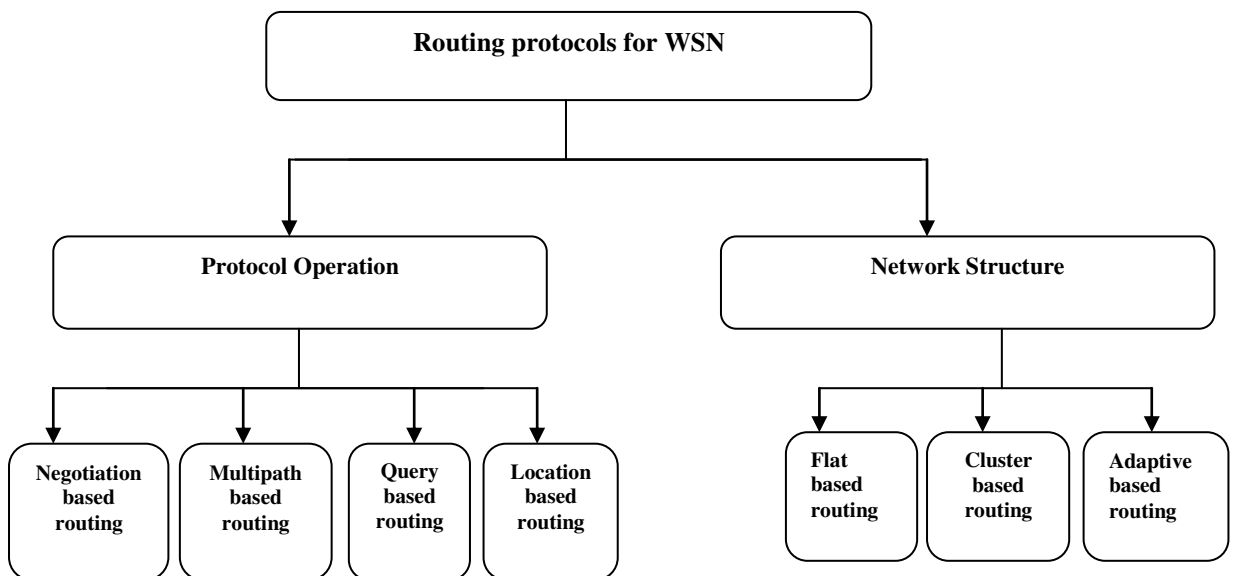 Routing protocols for WSN
Protocol Operation
Network Structure
Negotiation
based
routing
Multipath
based
routing
Query
based
routing
Location
based
routing
Flat
based
routing
Cluster
based
routing
Adaptive
based
routing